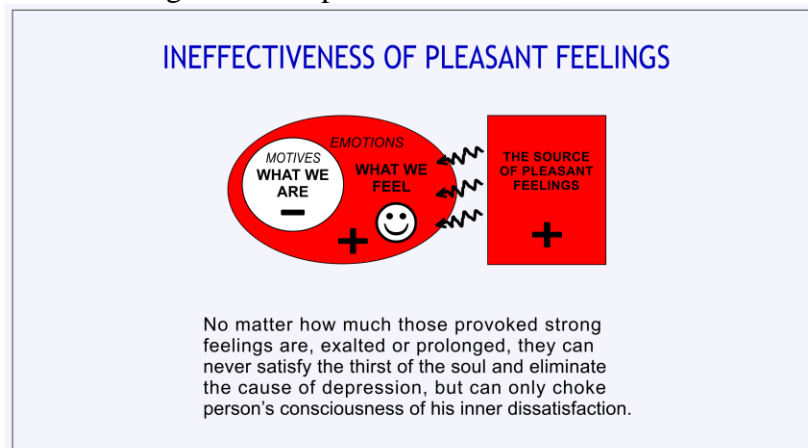 INEFFECTIVENESS OF PLEASANT FEELINGS
EMOTIONS
MOTIVES
WHAT WE
ARE
–
WHAT WE
FEEL
+
THE SOURCE
OF PLEASANT
FEELINGS
+
No matter how much those provoked strong
feelings are, exalted or prolonged, they can
never satisfy the thirst of the soul and eliminate
the cause of depression, but can only choke
person's consciousness of his inner dissatisfaction.